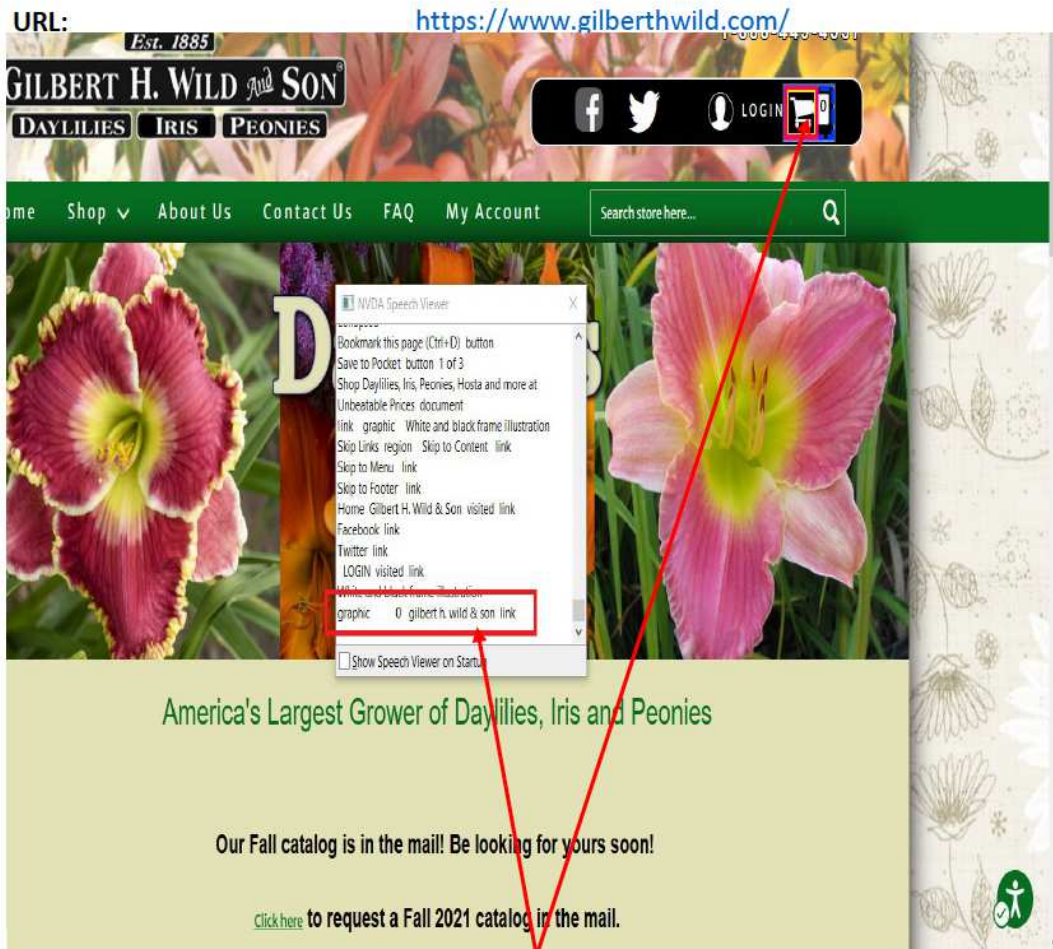 URL: https://www.gilberthwild.com/
Est. 1885
GILBERT H. WILD And SON®
DAYLILIES IRIS PEONIES
LOGIN 0
ome Shop About Us Contact Us FAQ My Account Search store here...
NVDA Speech Viewer
Bookmark this page (Ctrl+D) button
Save to Pocket button 1 of 3
Shop Daylilies, Iris, Peonies, Hosta and more at
Unbeatable Prices document
link graphic White and black frame illustration
Skip Links region Skip to Content link
Skip to Menu link
Skip to Footer link
Home Gilbert H. Wild & Son visited link
Facebook link
Twitter link
LOGIN visited link
White and black frame illustration
graphic 0 gilbert h. wild & son link
Show Speech Viewer on Startup
America's Largest Grower of Daylilies, Iris and Peonies
Our Fall catalog is in the mail! Be looking for yours soon!
Click here to request a Fall 2021 catalog in the mail.